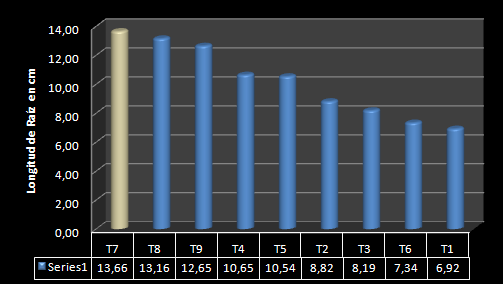 Longitud de Raíz en cm
14,00
12,00
10,00
8,00
6,00
4,00
2,00
0,00
T7 T8 T9 T4 T5 T2 T3 T6 T1
Series1 13,66 13,16 12,65 10,65 10,54 8,82 8,19 7,34 6,92